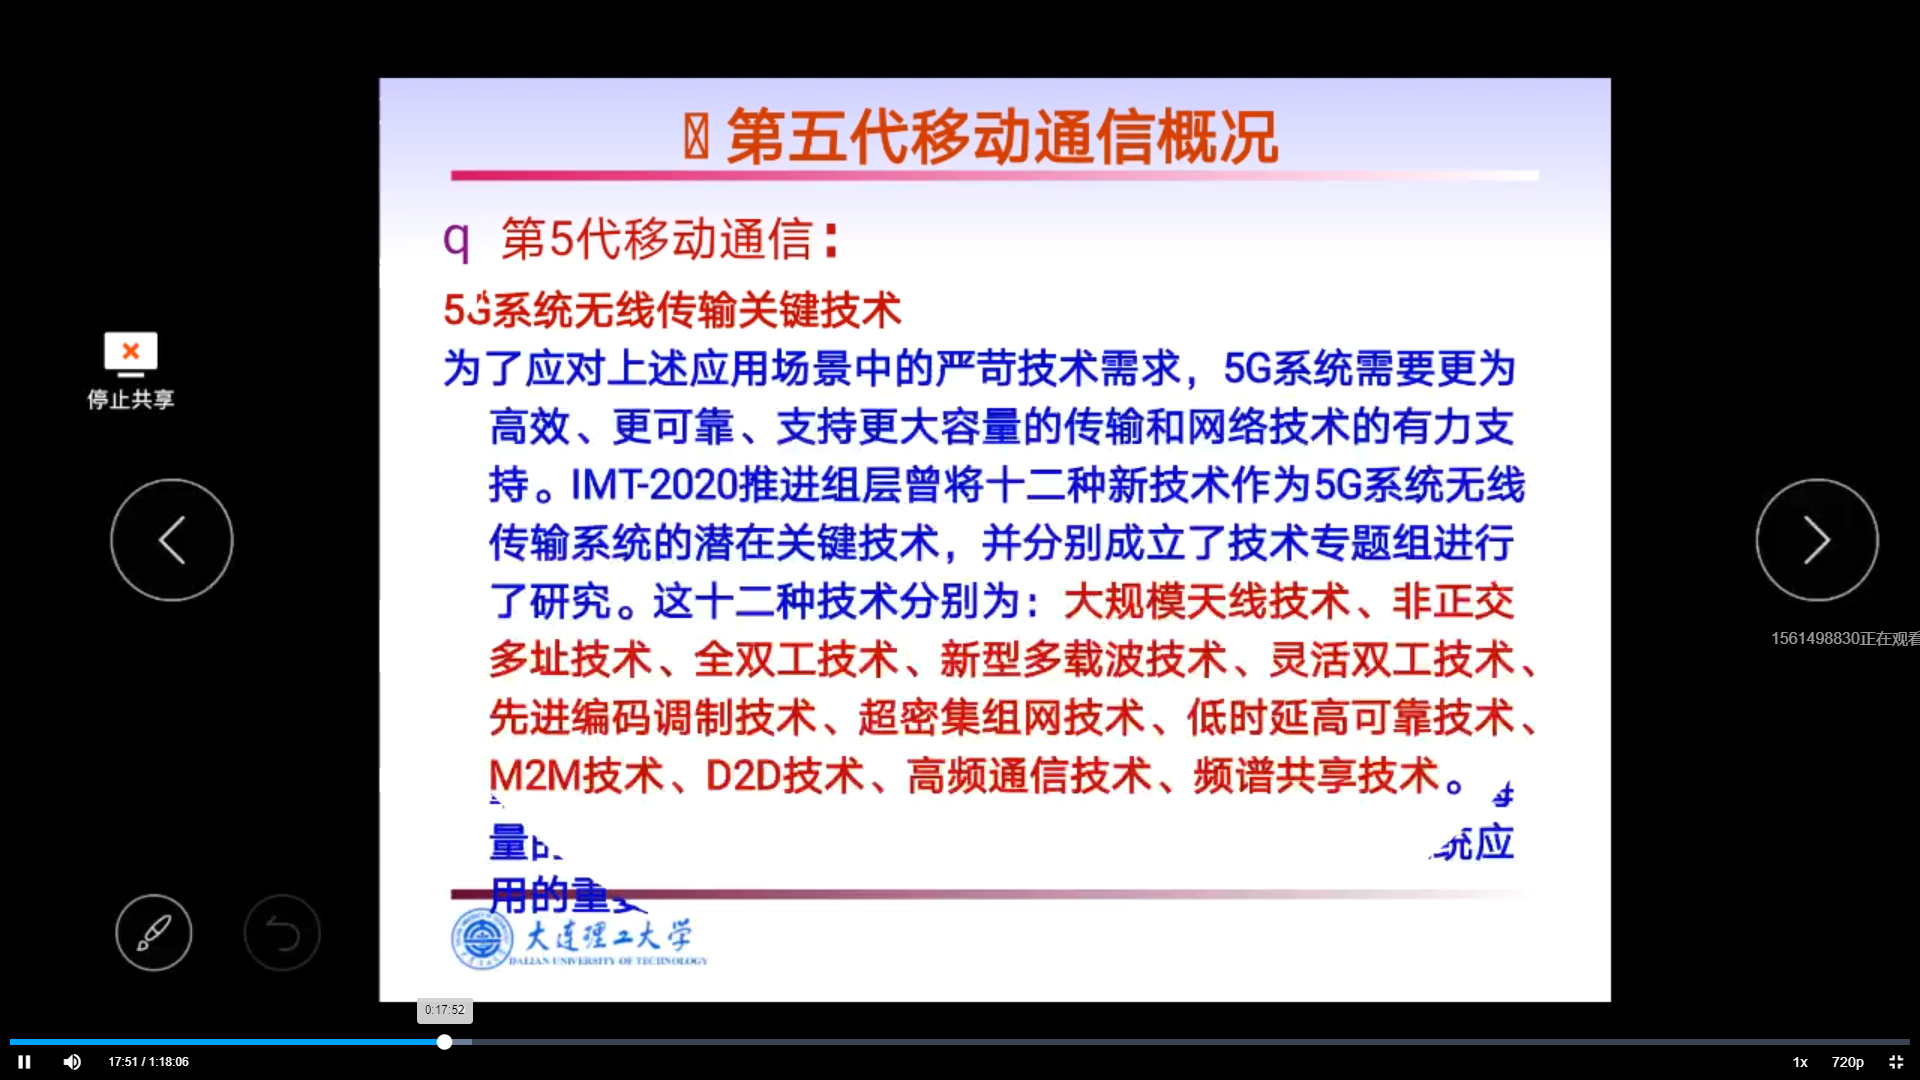 第五代移动通信概况
q 第5代移动通信：
5G系统无线传输关键技术
为了应对上述应用场景中的严苛技术需求，5G系统需要更为
高效、更可靠、支持更大容量的传输和网络技术的有力支
持。IMT-2020推进组层曾将十二种新技术作为5G系统无线
传输系统的潜在关键技术，并分别成立了技术专题组进行
了研究。这十二种技术分别为：大规模天线技术、非正交
多址技术、全双工技术、新型多载波技术、灵活双工技术、
先进编码调制技术、超密集组网技术、低时延高可靠技术、
M2M技术、D2D技术、高频通信技术、频谱共享技术。
量
统应
用的重
停止共享
1561498830正在观看
大连理工大学
DALIAN UNIVERSITY OF TECHNOLOGY
0:17:52
17:51 / 1:18:06
1x
720p